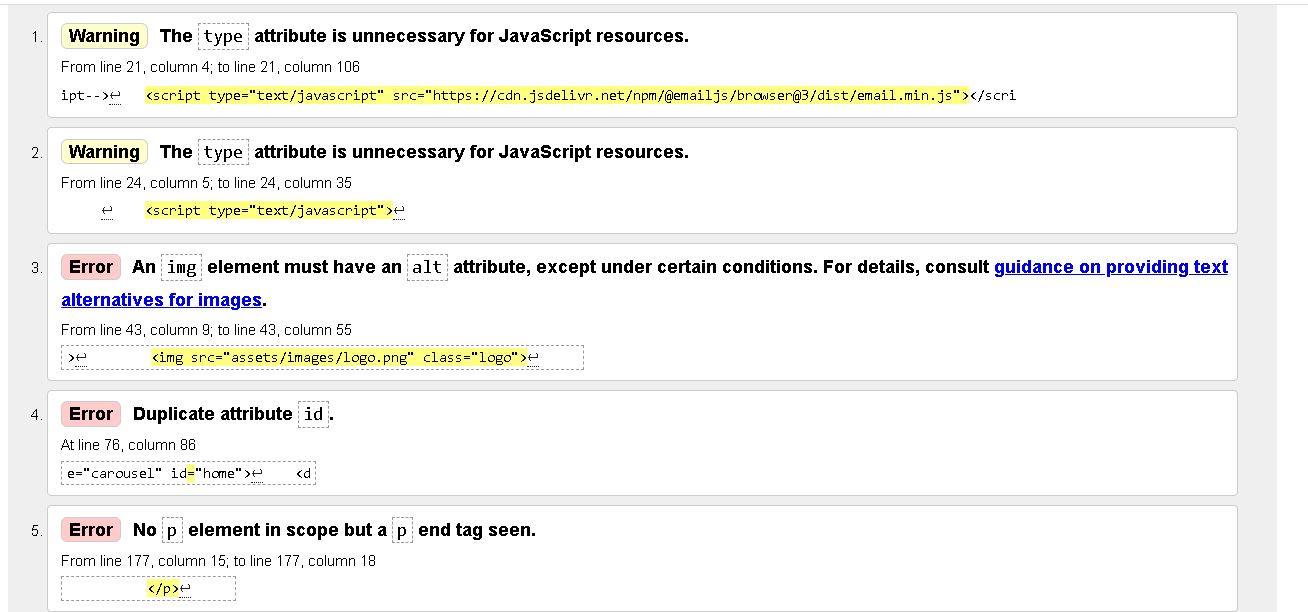 1. Warning The type attribute is unnecessary for JavaScript resources.
From line 21, column 4; to line 21, column 106
ipt-->↩ <script type="text/javascript" src="https://cdn.jsdelivr.net/npm/@emailjs/browser@3/dist/email.min.js"></scri
2. Warning The type attribute is unnecessary for JavaScript resources.
From line 24, column 5; to line 24, column 35
↩ <script type="text/javascript">↩
3. Error An img element must have an alt attribute, except under certain conditions. For details, consult guidance on providing text
alternatives for images.
From line 43, column 9; to line 43, column 55
>↩ <img src="assets/images/logo.png" class="logo">↩
4. Error Duplicate attribute id.
At line 76, column 86
e="carousel" id="home">↩ <d
5. Error No p element in scope but a p end tag seen.
From line 177, column 15; to line 177, column 18
</p>↩